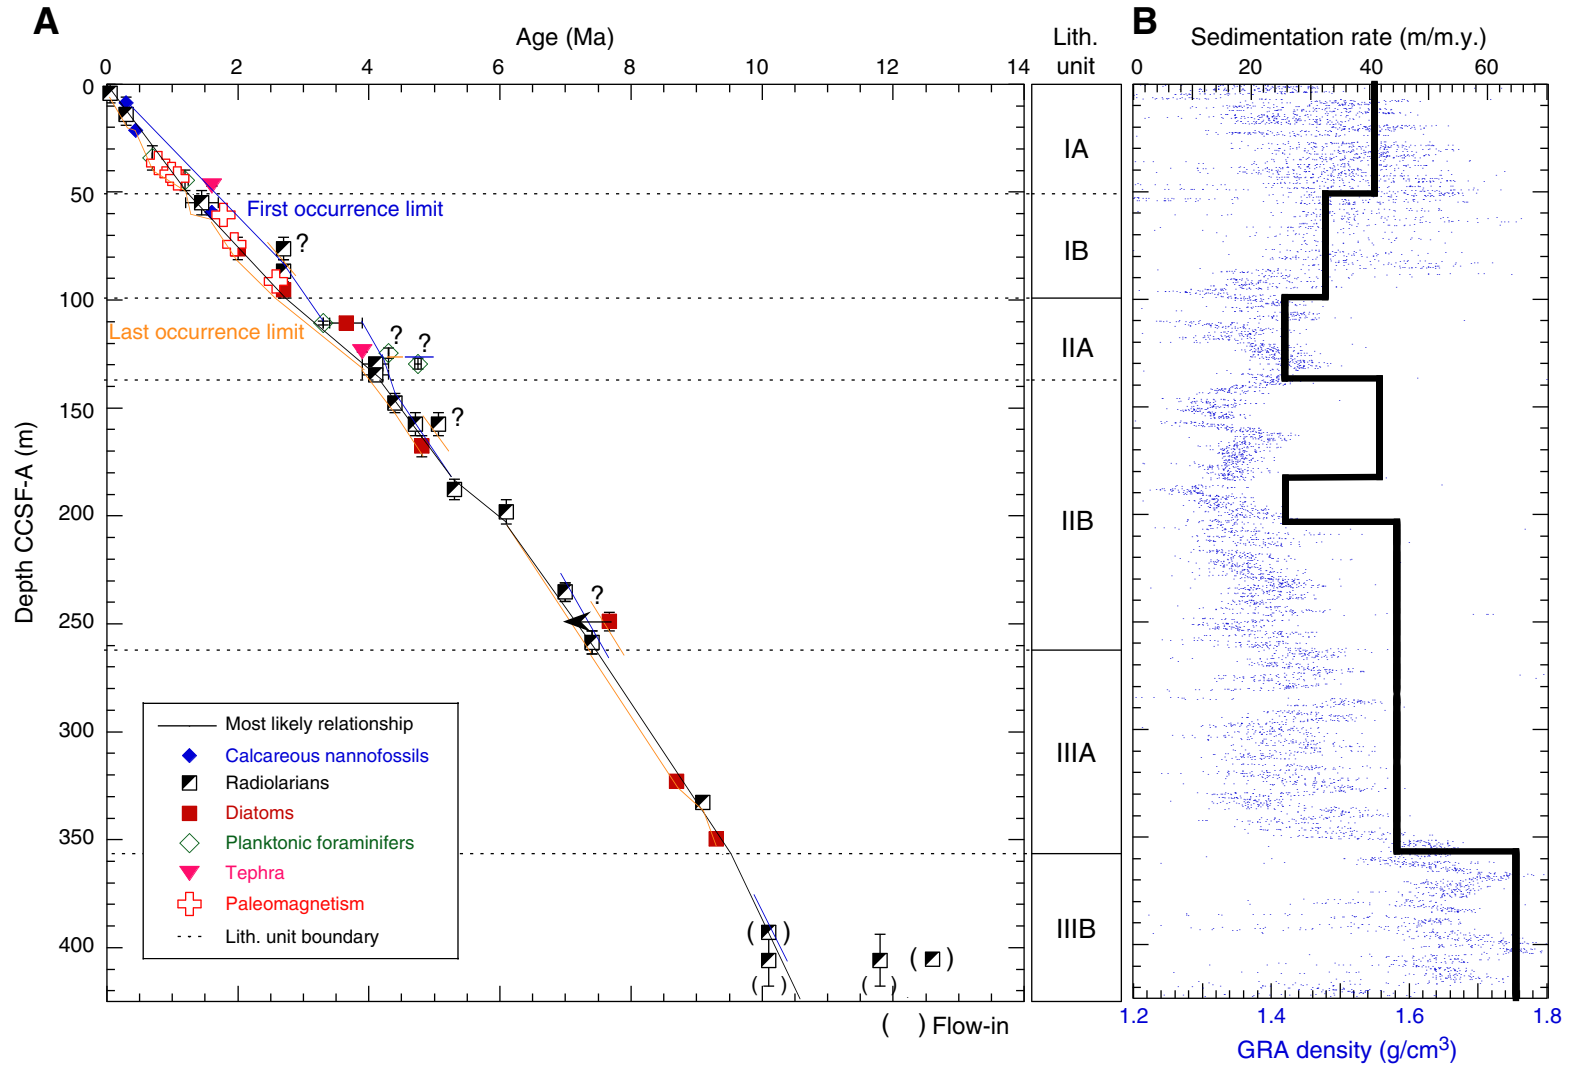 A
Age (Ma)
Lith.
unit
B
Sedimentation rate (m/m.y.)
0 2 4 6 8 10 12 14
0 20 40 60
0
50
100
150
200
250
300
350
400
Depth CCSF-A (m)
First occurrence limit
Last occurrence limit
?
?
?
?
?
IA
IB
IIA
IIB
IIIA
IIIB
Most likely relationship
Calcareous nannofossils
Radiolarians
Diatoms
Planktonic foraminifers
Tephra
Paleomagnetism
Lith. unit boundary
( )
( )
( )
( )
( ) Flow-in
1.2 1.4 1.6 1.8
GRA density (g/cm³)